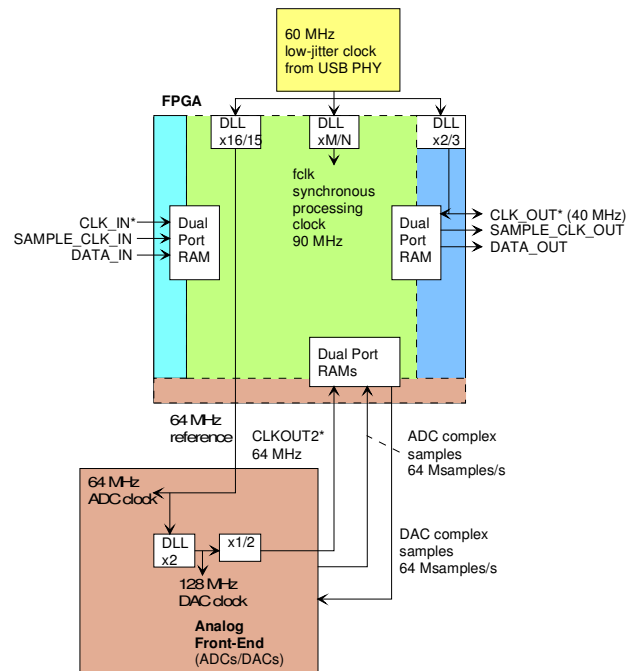 60 MHz
low-jitter clock
from USB PHY
FPGA
DLL
x16/15
DLL
xM/N
DLL
x2/3
fclk
synchronous
processing
clock
90 MHz
CLK_IN*
SAMPLE_CLK_IN
DATA_IN
Dual
Port
RAM
Dual
Port
RAM
CLK_OUT* (40 MHz)
SAMPLE_CLK_OUT
DATA_OUT
Dual Port
RAMs
64 MHz
reference
CLKOUT2*
64 MHz
ADC complex
samples
64 Msamples/s
64 MHz
ADC clock
DLL
x2
x1/2
128 MHz
DAC clock
DAC complex
samples
64 Msamples/s
Analog
Front-End
(ADCs/DACs)